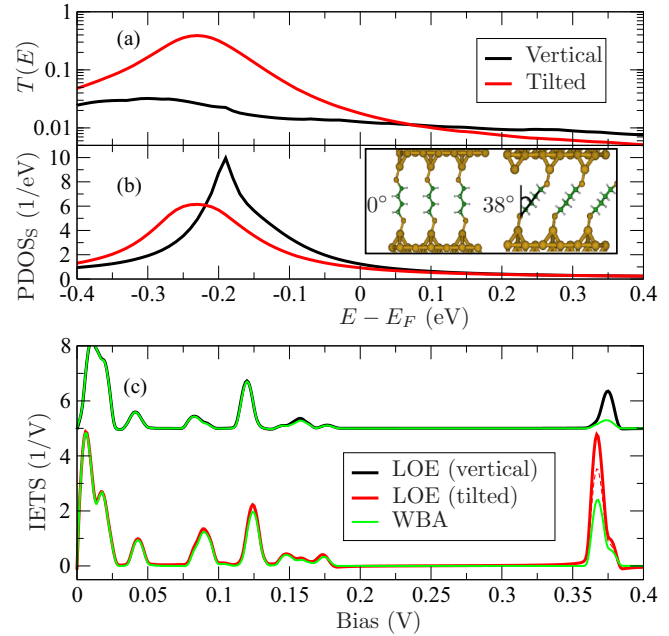 1
(a)
T(E)
0.1
Vertical
Tilted
0.01
10
(b)
8
PDOS_S (1/eV)
6
0°
38°
4
2
0
-0.4 -0.3 -0.2 -0.1 0 0.1 0.2 0.3 0.4
E − E_F (eV)
8
(c)
6
IETS (1/V)
4
LOE (vertical)
LOE (tilted)
WBA
2
0
0 0.05 0.1 0.15 0.2 0.25 0.3 0.35 0.4
Bias (V)